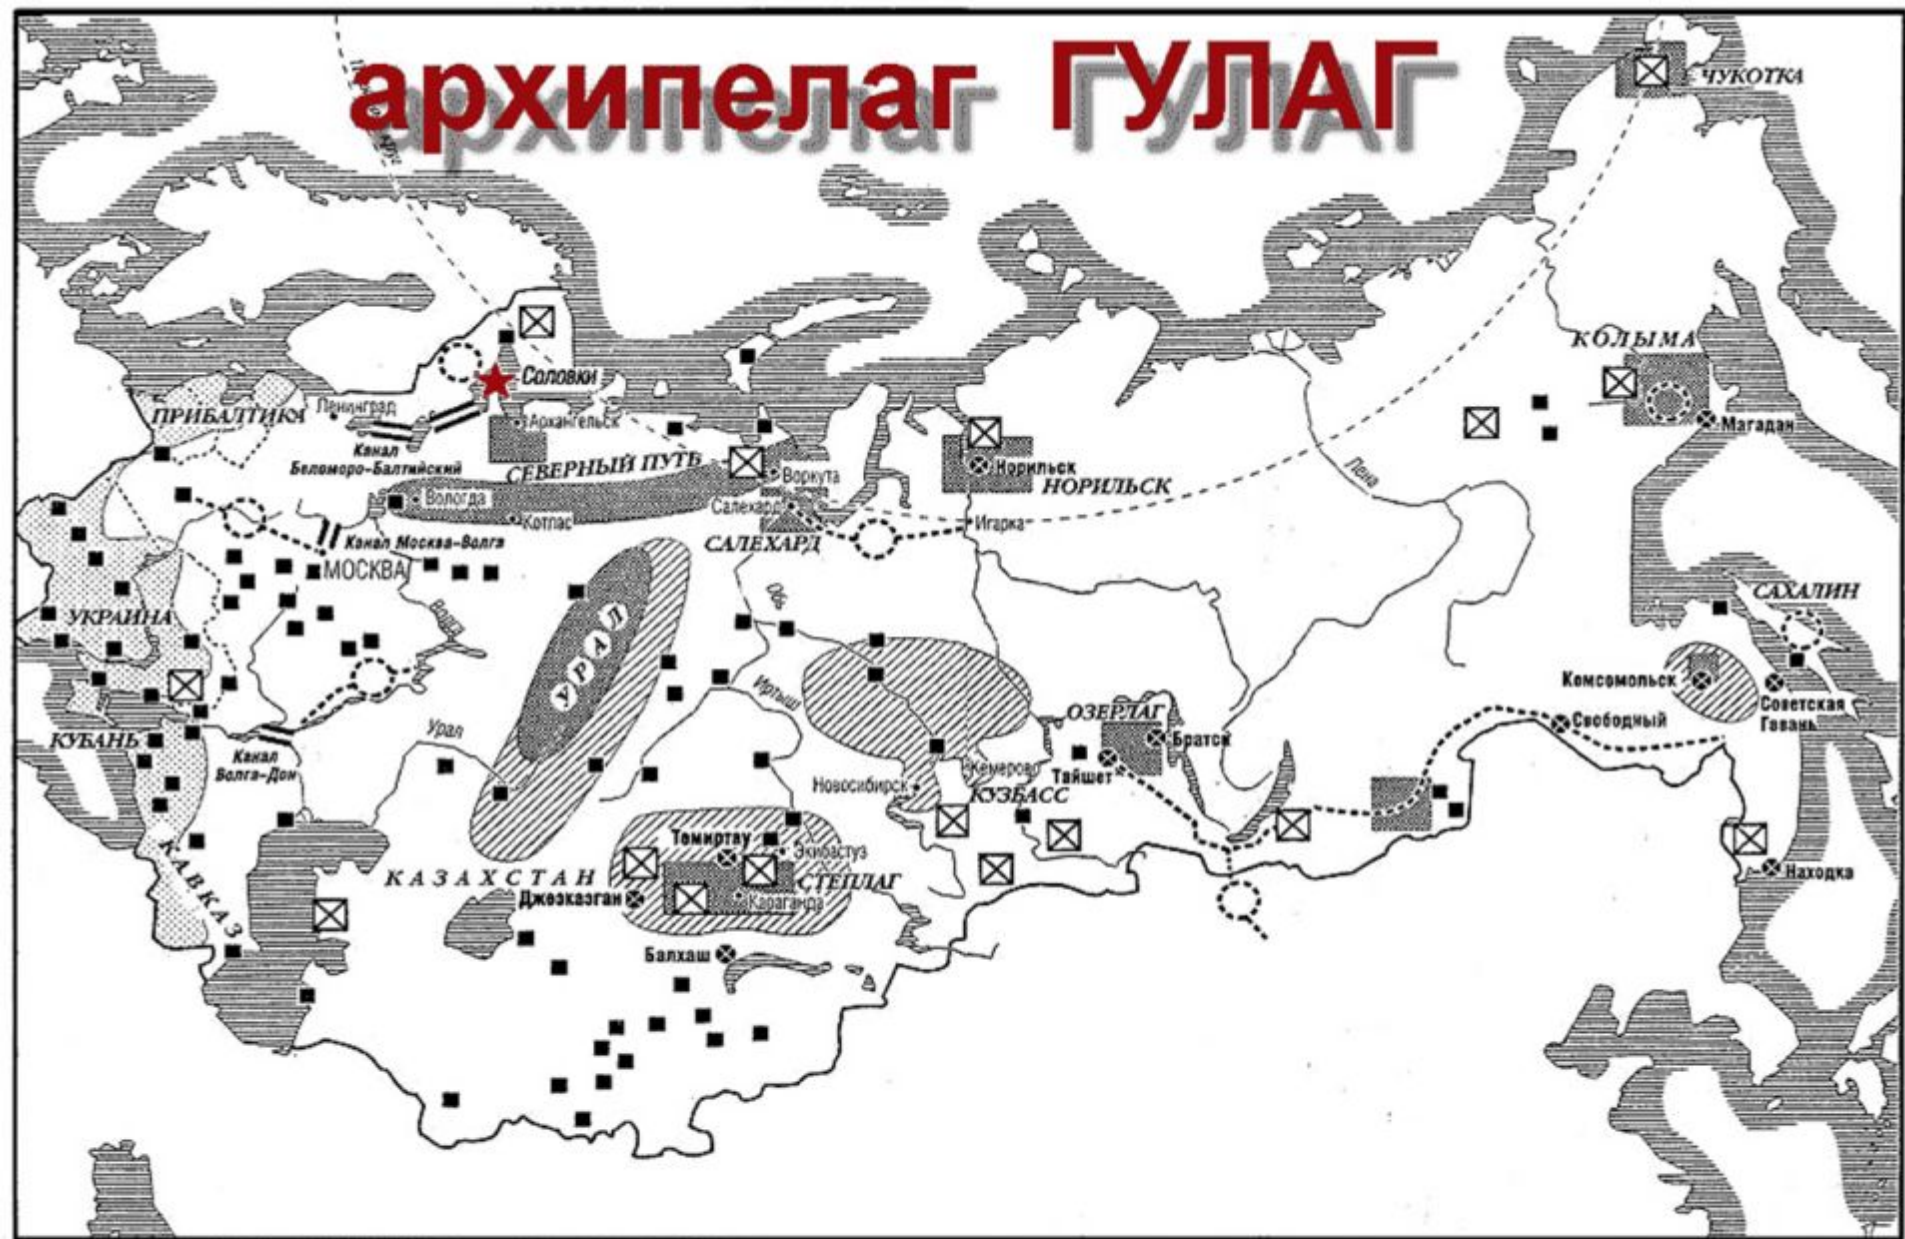 архипелаг ГУЛАГ
ЧУКОТКА
КОЛЫМА
Соловки
ПРИБАЛТИКА
Ленинград
Архангельск
Магадан
Канал
Беломоро-Балтийский
СЕВЕРНЫЙ ПУТЬ
Воркута
Норильск
НОРИЛЬСК
Лена
Вологда
Салехард
Котлас
Игарка
Канал Москва-Волга
САЛЕХАРД
МОСКВА
Обь
САХАЛИН
УКРАИНА
Волга
УРАЛ
Иртыш
Комсомольск
Советская
Гавань
ОЗЕРЛАГ
Свободный
КУБАНЬ
Урал
Братск
Канал
Волга-Дон
Кемерово
Тайшет
Новосибирск
КУЗБАСС
Темиртау
Экибастуз
КАВКАЗ
КАЗАХСТАН
СТЕПЛАГ
Находка
Джезказган
Караганда
Балхаш